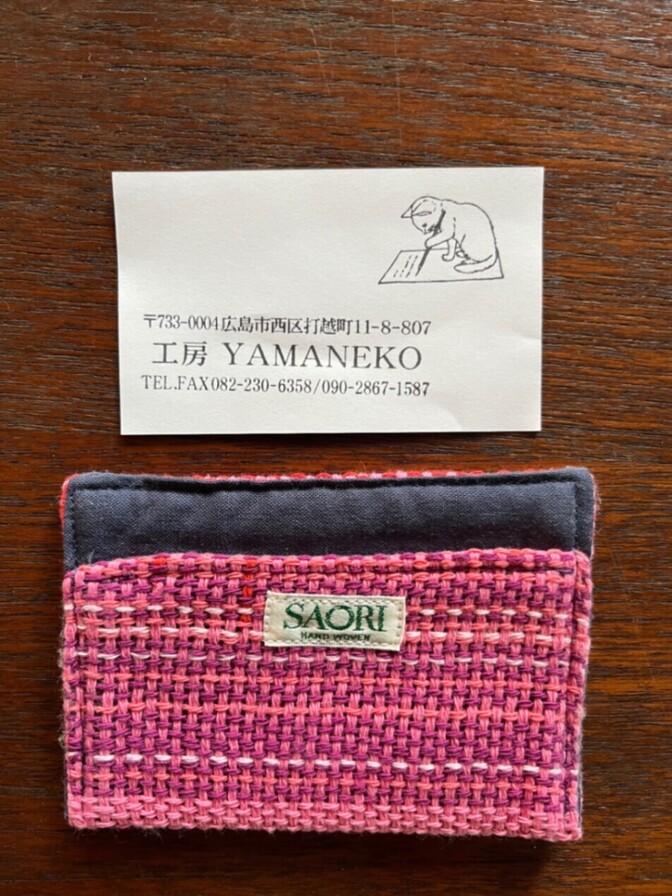 〒733-0004広島市西区打越町11-8-807
工房 YAMANEKO
TEL.FAX082-230-6358/090-2867-1587
SAORI
HAND WOVEN